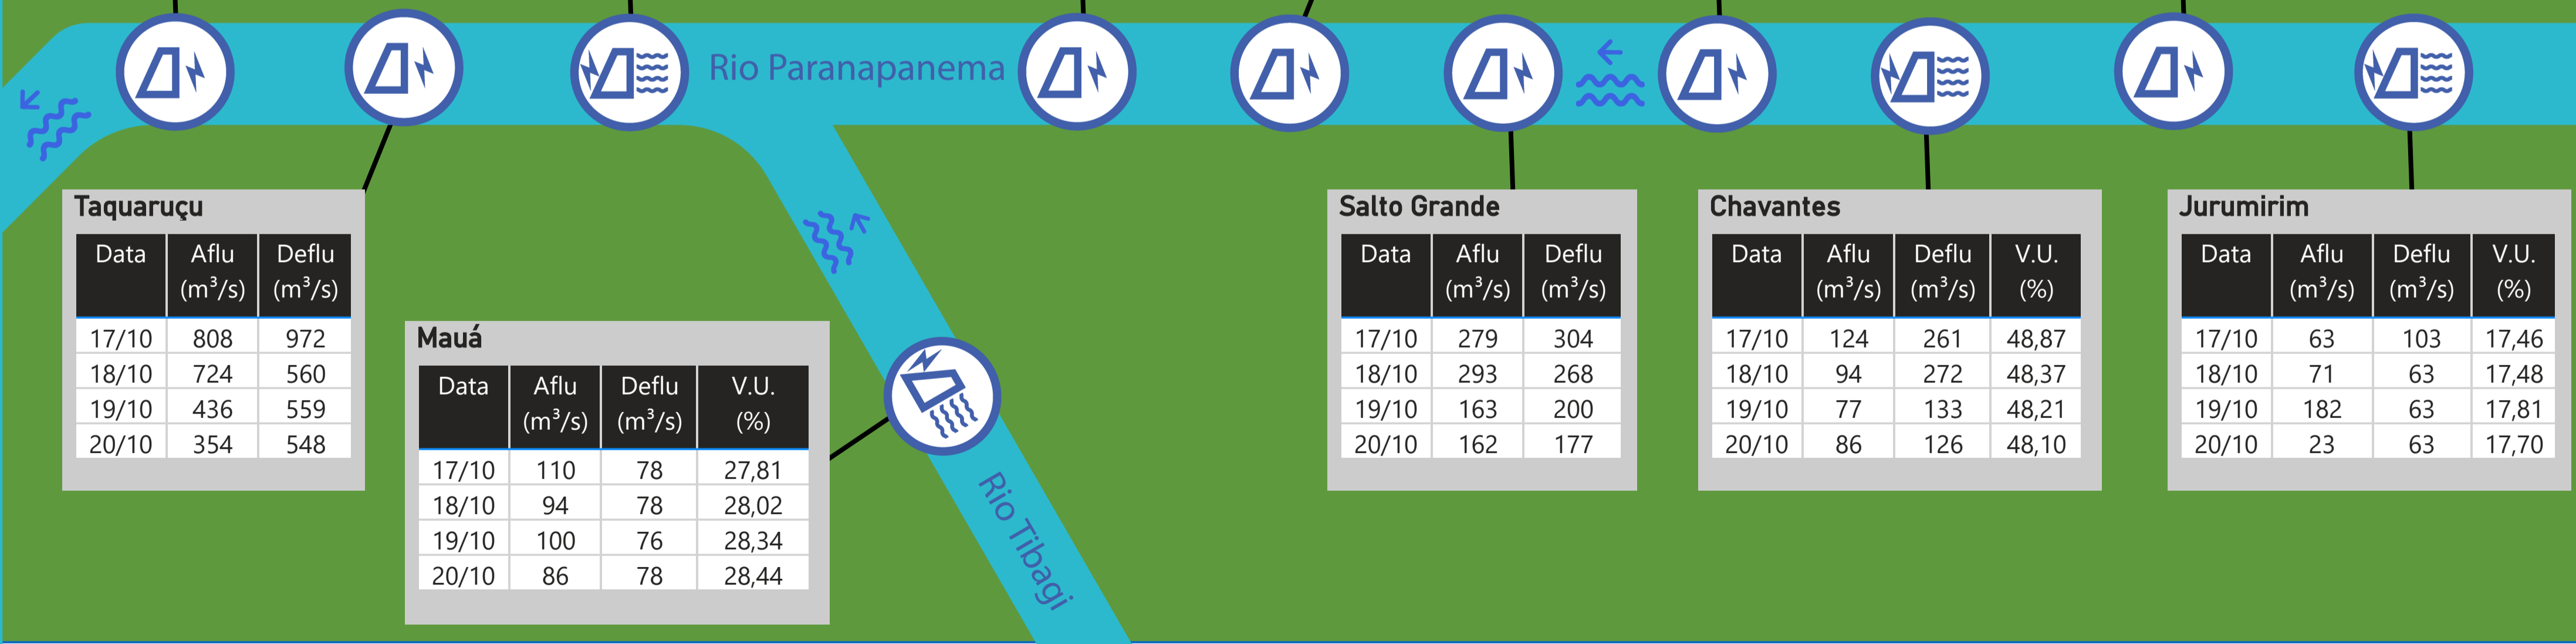 Rio Paranapanema
Taquaruçu
Data Aflu (m³/s) Deflu (m³/s)
17/10 808 972
18/10 724 560
19/10 436 559
20/10 354 548
Mauá
Data Aflu (m³/s) Deflu (m³/s) V.U. (%)
17/10 110 78 27,81
18/10 94 78 28,02
19/10 100 76 28,34
20/10 86 78 28,44
Rio Tibagi
Salto Grande
Data Aflu (m³/s) Deflu (m³/s)
17/10 279 304
18/10 293 268
19/10 163 200
20/10 162 177
Chavantes
Data Aflu (m³/s) Deflu (m³/s) V.U. (%)
17/10 124 261 48,87
18/10 94 272 48,37
19/10 77 133 48,21
20/10 86 126 48,10
Jurumirim
Data Aflu (m³/s) Deflu (m³/s) V.U. (%)
17/10 63 103 17,46
18/10 71 63 17,48
19/10 182 63 17,81
20/10 23 63 17,70